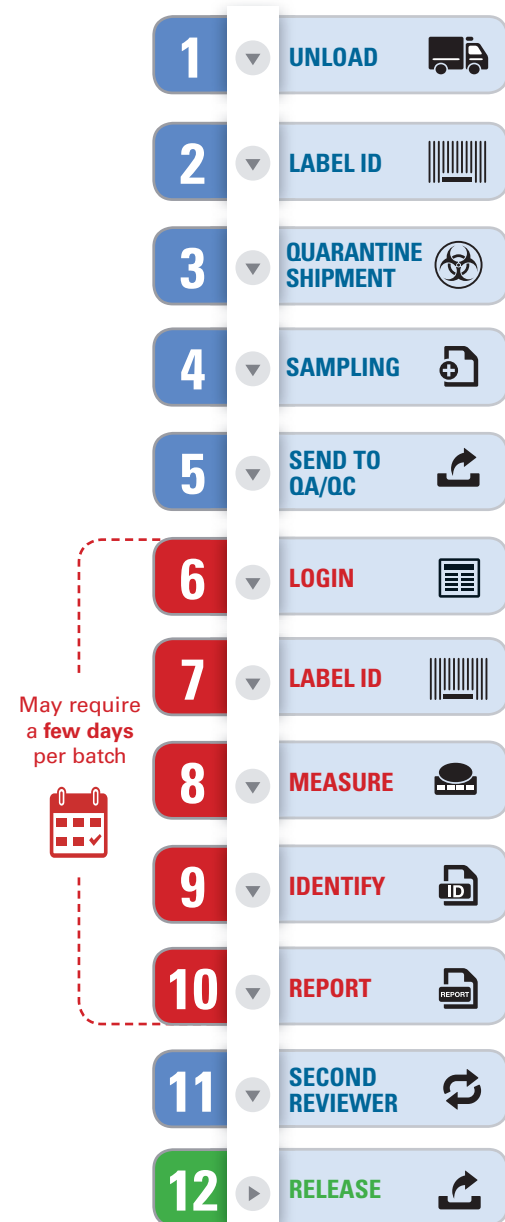 1
UNLOAD
2
LABEL ID
3
QUARANTINE
SHIPMENT
4
SAMPLING
5
SEND TO
QA/QC
6
LOGIN
7
LABEL ID
May require
a few days
per batch
8
MEASURE
9
IDENTIFY
ID
10
REPORT
REPORT
11
SECOND
REVIEWER
12
RELEASE